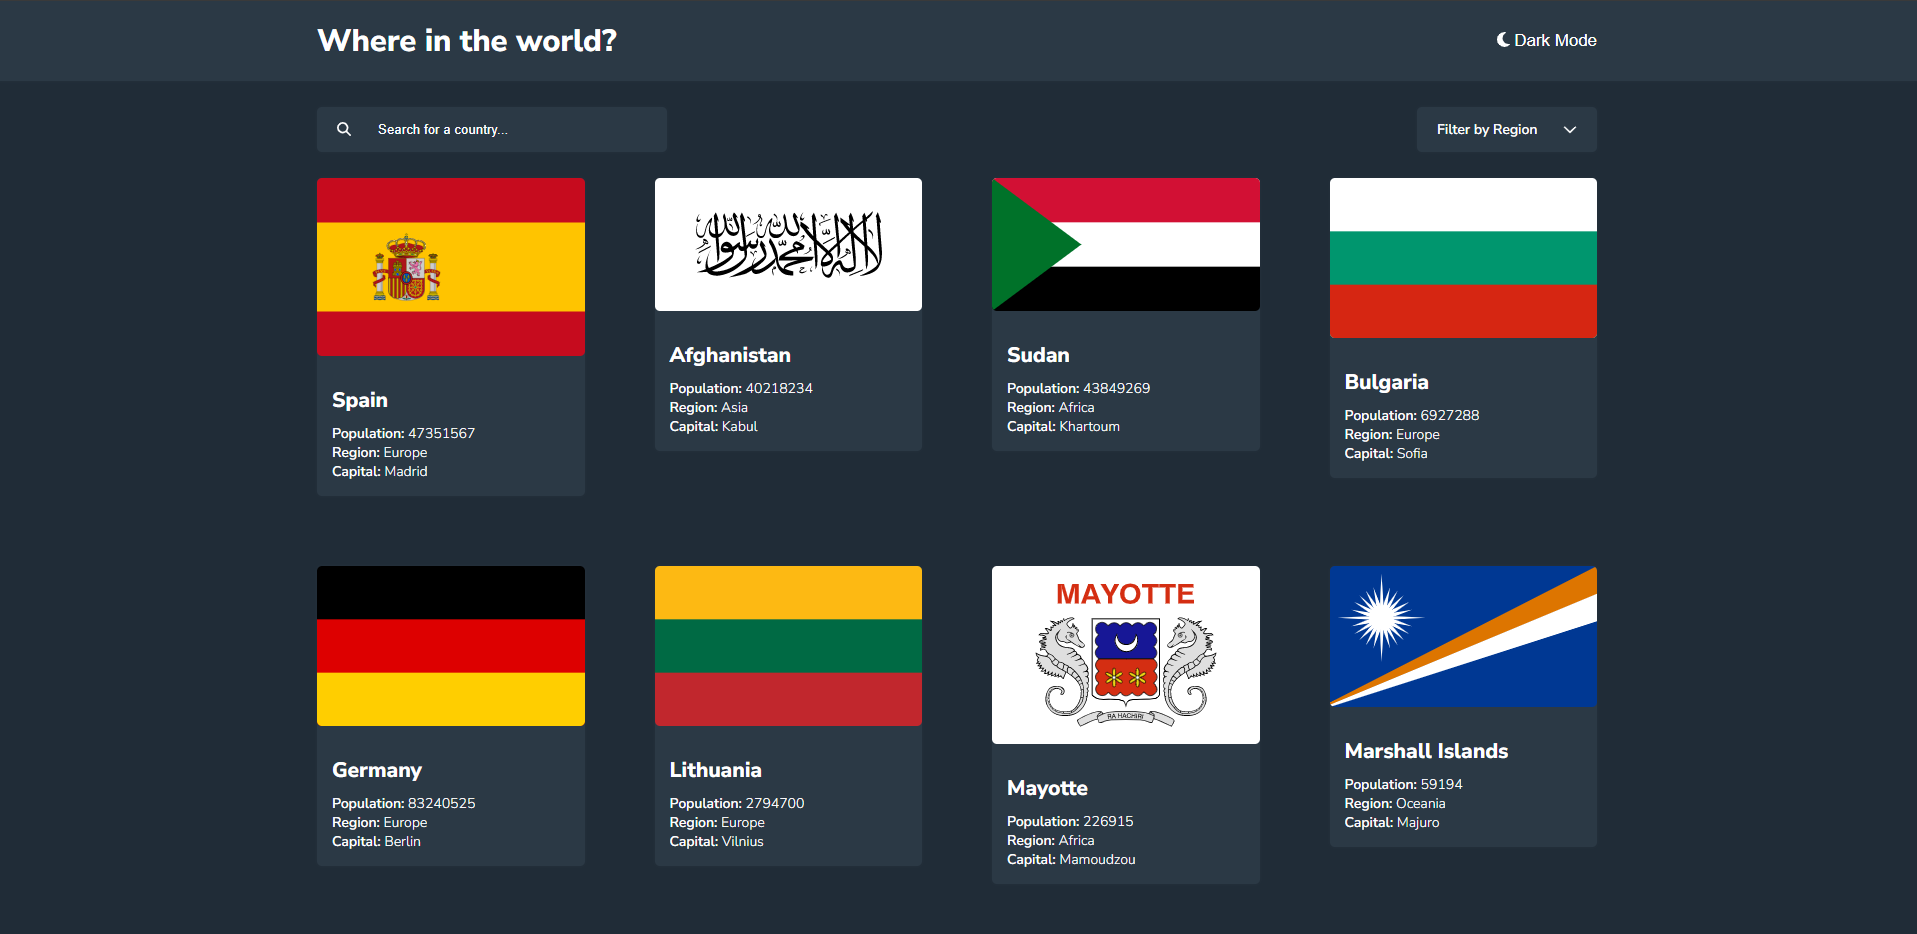 Where in the world?
Dark Mode
Search for a country...
Filter by Region
Spain
Population: 47351567
Region: Europe
Capital: Madrid
لا إله إلا الله محمد رسول الله
Afghanistan
Population: 40218234
Region: Asia
Capital: Kabul
Sudan
Population: 43849269
Region: Africa
Capital: Khartoum
Bulgaria
Population: 6927288
Region: Europe
Capital: Sofia
Germany
Population: 83240525
Region: Europe
Capital: Berlin
Lithuania
Population: 2794700
Region: Europe
Capital: Vilnius
MAYOTTE
RA HACHIRI
Mayotte
Population: 226915
Region: Africa
Capital: Mamoudzou
Marshall Islands
Population: 59194
Region: Oceania
Capital: Majuro